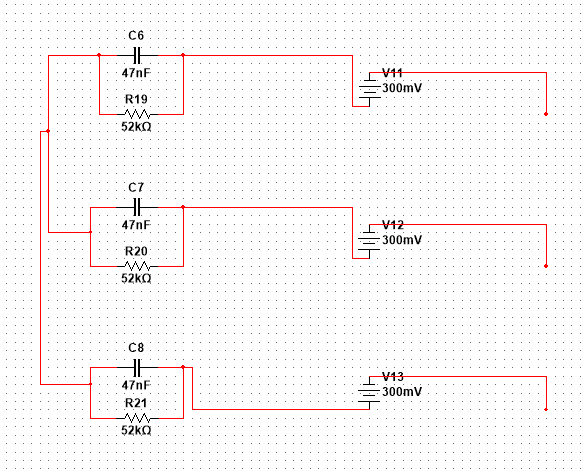 C6
47nF
R19
52kΩ
V11
300mV
C7
47nF
R20
52kΩ
V12
300mV
C8
47nF
R21
52kΩ
V13
300mV